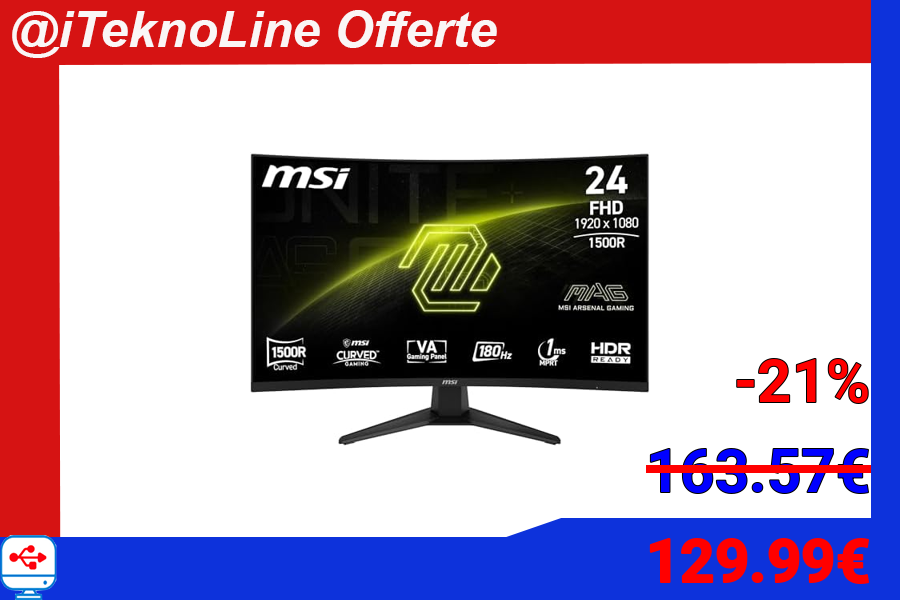 @iTeknoLine Offerte
msi
24
FHD
1920 x 1080
1500R
MAG
MSI ARSENAL GAMING
1500R
Curved
msi
CURVED
GAMING
VA
Gaming Panel
180Hz
1ms
MPRT
HDR
READY
msi
-21%
163.57€
129.99€